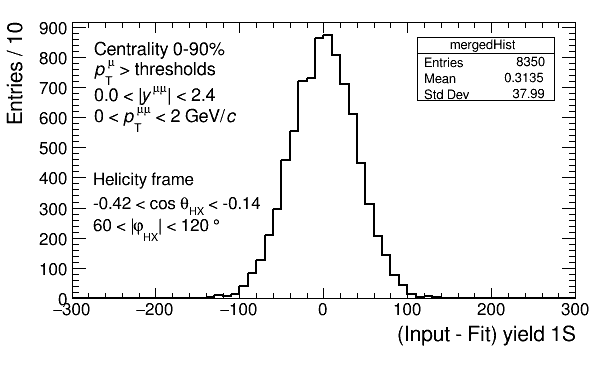 Entries / 10
900
800
700
600
500
400
300
200
100
0
Centrality 0-90%
p_T^μ > thresholds
0.0 < |y^μμ| < 2.4
0 < p_T^μμ < 2 GeV/c
Helicity frame
-0.42 < cos θ_HX < -0.14
60 < |φ_HX| < 120 °
mergedHist
Entries 8350
Mean 0.3135
Std Dev 37.99
−300 −200 −100 0 100 200 300
(Input - Fit) yield 1S